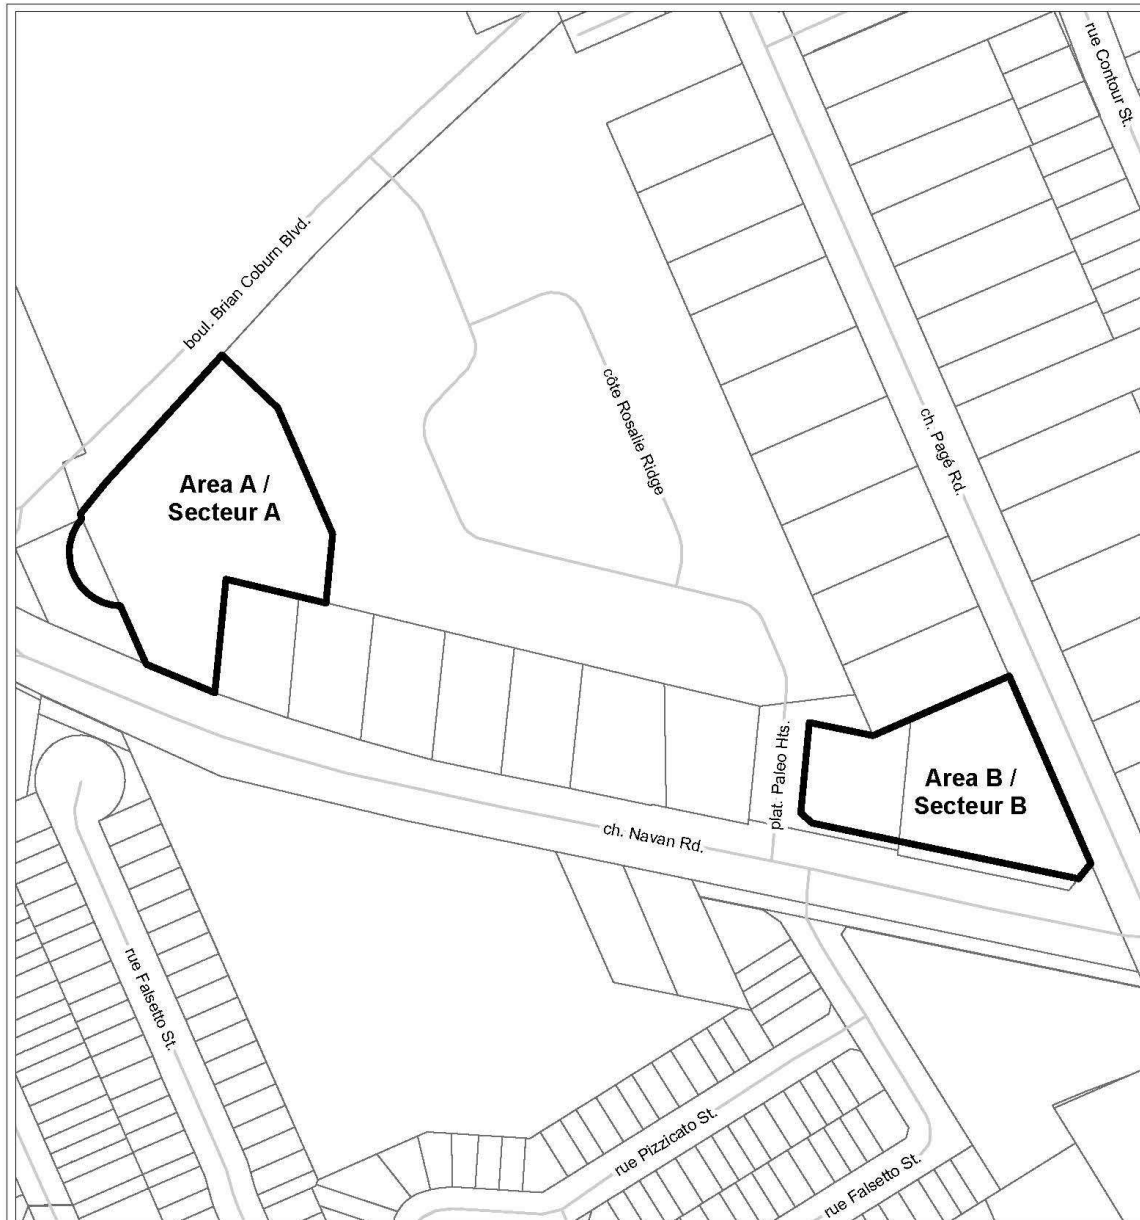 rue Contour St.
boul. Brian Coburn Blvd.
côte Rosalie Ridge
ch. Pagé Rd.
Area A /
Secteur A
plat. Paleo Hts.
Area B /
Secteur B
ch. Navan Rd.
rue Falsetto St.
rue Pizzicato St.
rue Falsetto St.